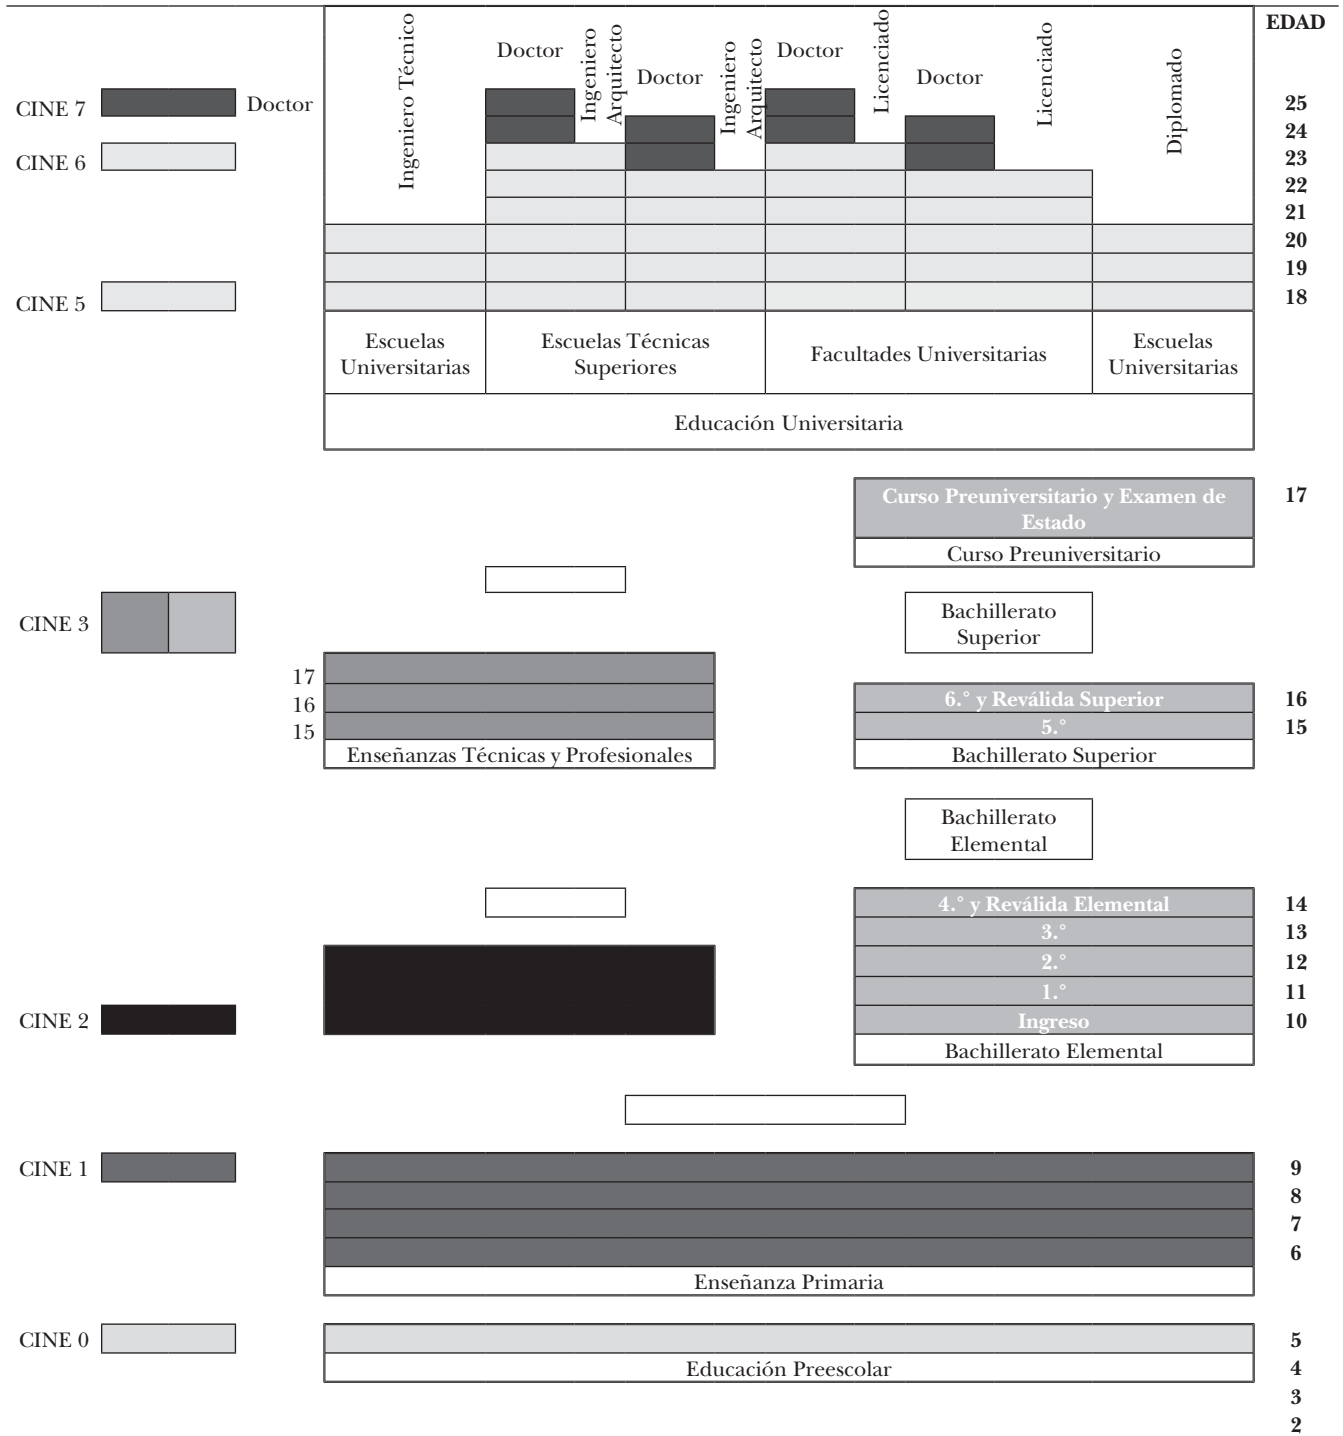 EDAD
Ingeniero Técnico
Doctor
Ingeniero
Arquitecto
Doctor
Ingeniero
Arquitecto
Doctor
Licenciado
Doctor
Licenciado
Diplomado
CINE 7 Doctor 25
24
CINE 6 23
22
21
20
19
CINE 5 18
Escuelas
Universitarias
Escuelas Técnicas
Superiores
Facultades Universitarias
Escuelas
Universitarias
Educación Universitaria
Curso Preuniversitario y Examen de
Estado
17
Curso Preuniversitario
CINE 3
Bachillerato
Superior
17
16
15
Enseñanzas Técnicas y Profesionales
6.° y Reválida Superior 16
5.° 15
Bachillerato Superior
Bachillerato
Elemental
4.° y Reválida Elemental 14
3.° 13
2.° 12
1.° 11
CINE 2 Ingreso 10
Bachillerato Elemental
CINE 1 9
8
7
6
Enseñanza Primaria
CINE 0 5
Educación Preescolar 4
3
2